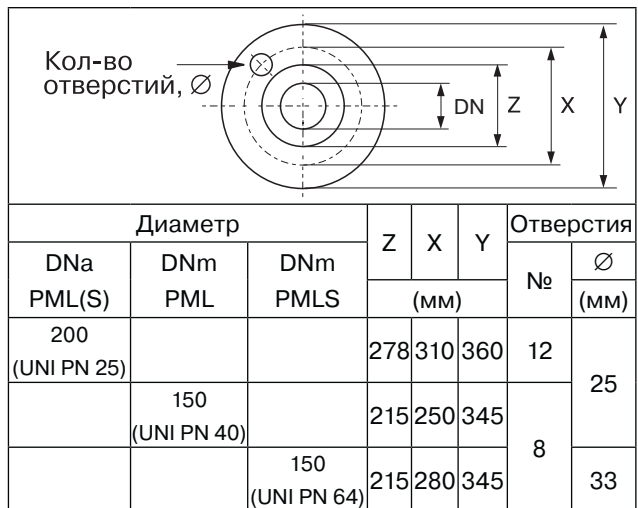 Кол-во
отверстий, ∅
DN Z X Y
Диаметр Z X Y Отверстия
DNa DNm DNm № ∅
PML(S) PML PMLS (мм) (мм)
200
(UNI PN 25) 278 310 360 12 25
150
(UNI PN 40) 215 250 345 8
150
(UNI PN 64) 215 280 345 33